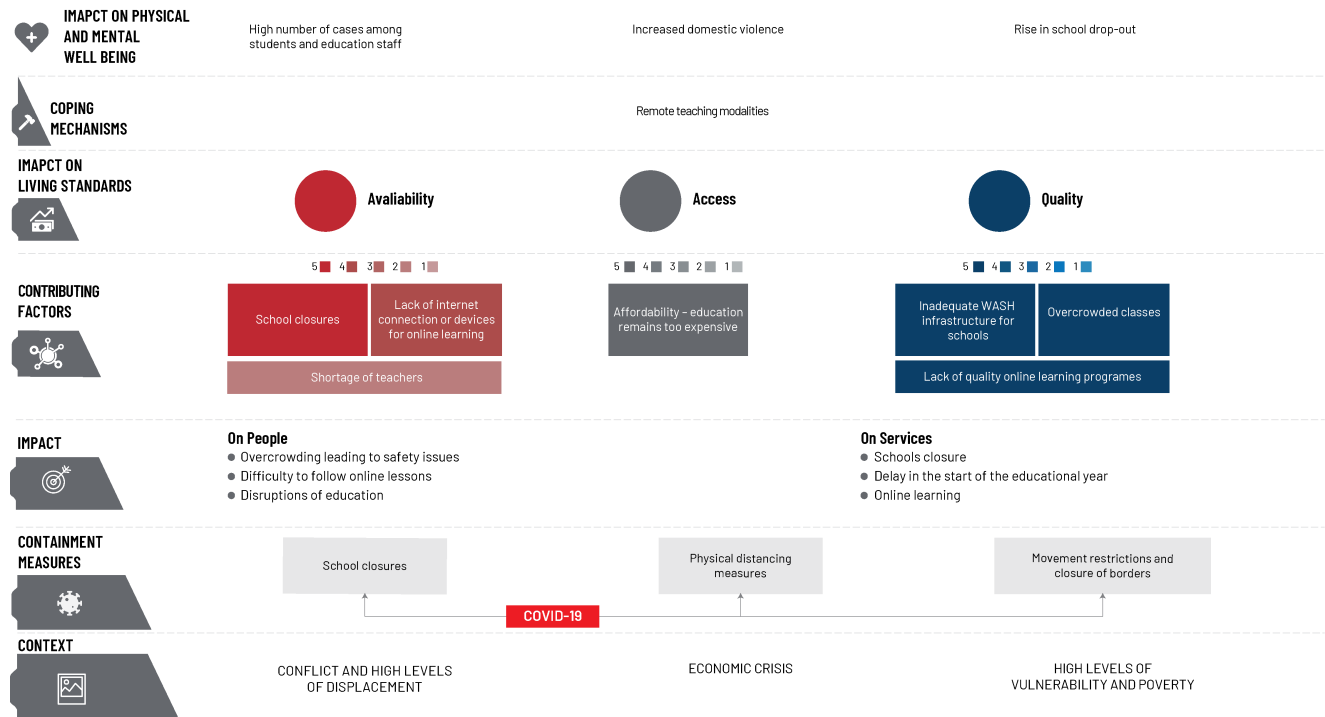 IMAPCT ON PHYSICAL
AND MENTAL
WELL BEING
High number of cases among
students and education staff
Increased domestic violence
Rise in school drop-out
COPING
MECHANISMS
Remote teaching modalities
IMAPCT ON
LIVING STANDARDS
Avaliability
Access
Quality
5 4 3 2 1
5 4 3 2 1
5 4 3 2 1
CONTRIBUTING
FACTORS
School closures
Lack of internet
connection or devices
for online learning
Shortage of teachers
Affordability – education
remains too expensive
Inadequate WASH
infrastructure for
schools
Overcrowded classes
Lack of quality online learning programes
IMPACT
On People
Overcrowding leading to safety issues
Difficulty to follow online lessons
Disruptions of education
On Services
Schools closure
Delay in the start of the educational year
Online learning
CONTAINMENT
MEASURES
School closures
Physical distancing
measures
Movement restrictions and
closure of borders
COVID-19
CONTEXT
CONFLICT AND HIGH LEVELS
OF DISPLACEMENT
ECONOMIC CRISIS
HIGH LEVELS OF
VULNERABILITY AND POVERTY